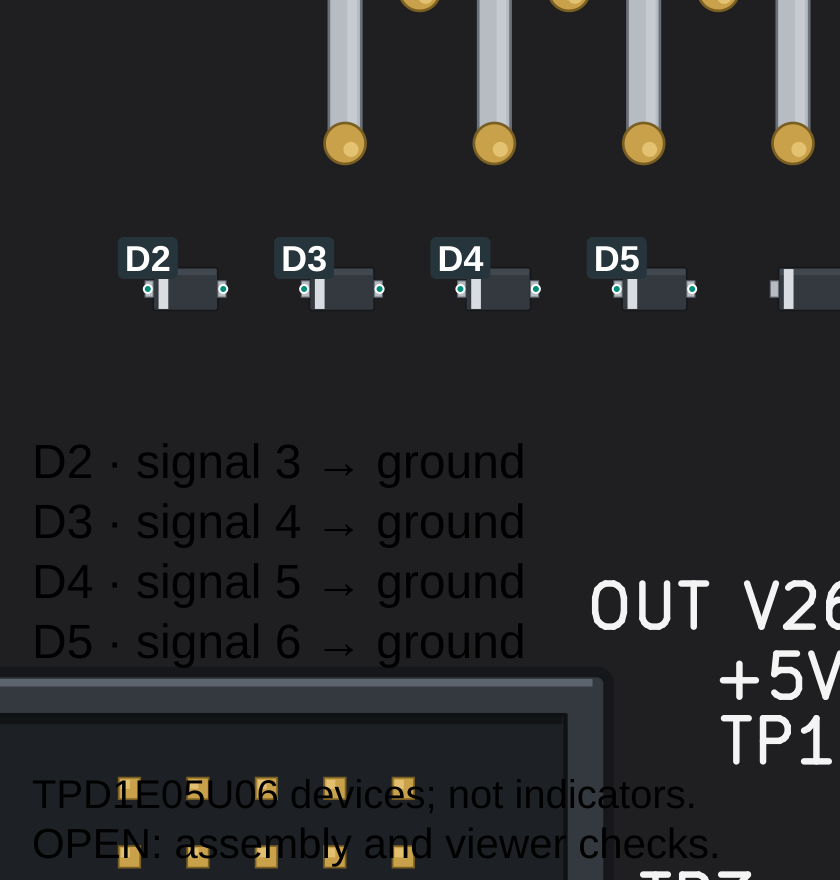 D2 D3 D4 D5
D2 · signal 3 → ground
D3 · signal 4 → ground
D4 · signal 5 → ground
D5 · signal 6 → ground
OUT
+5V
TP1
TPD1E05U06 devices; not indicators.
OPEN: assembly and viewer checks.